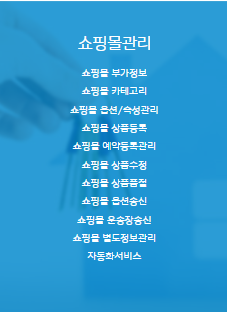 쇼핑몰관리
쇼핑몰 부가정보
쇼핑몰 카테고리
쇼핑몰 옵션/속성관리
쇼핑몰 상품등록
쇼핑몰 예약등록관리
쇼핑몰 상품수정
쇼핑몰 상품품절
쇼핑몰 옵션송신
쇼핑몰 운송장송신
쇼핑몰 별도정보관리
자동화서비스